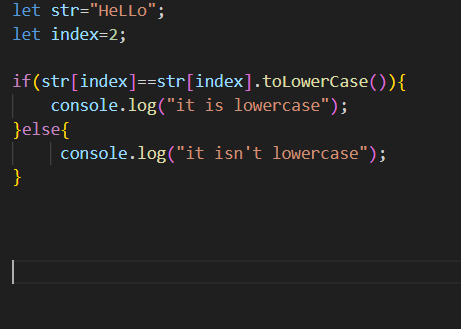 let str="HeLLo";
let index=2;
if(str[index]==str[index].toLowerCase()){
console.log("it is lowercase");
}else{
console.log("it isn't lowercase");
}